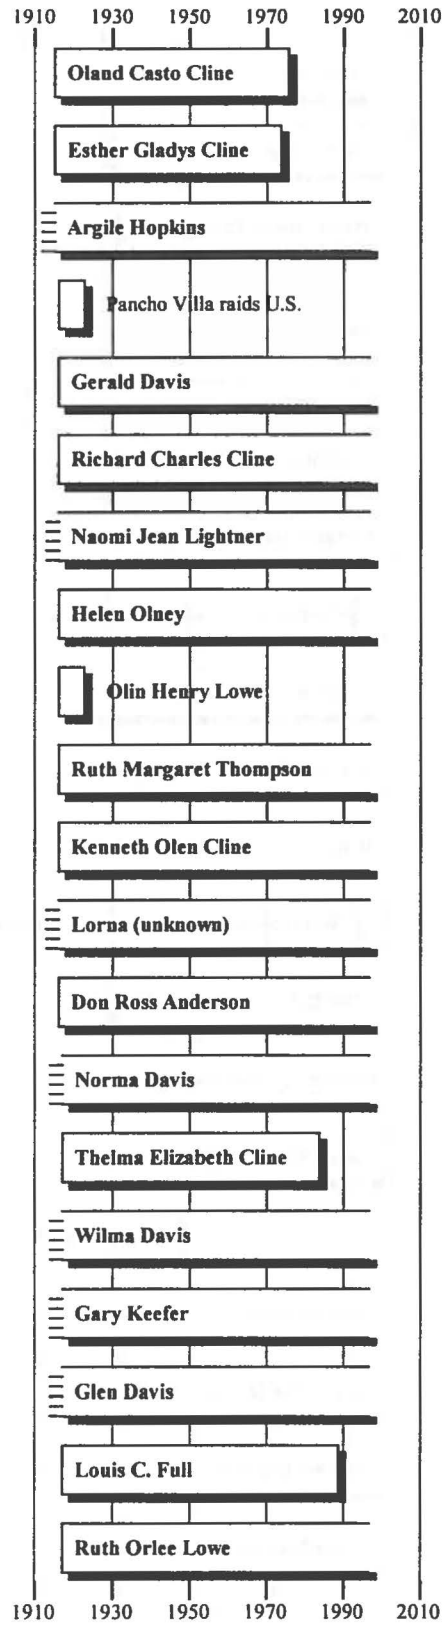 1910 1930 1950 1970 1990 2010
Oland Casto Cline
Esther Gladys Cline
Argile Hopkins
Pancho Villa raids U.S.
Gerald Davis
Richard Charles Cline
Naomi Jean Lightner
Helen Olney
Olin Henry Lowe
Ruth Margaret Thompson
Kenneth Olen Cline
Lorna (unknown)
Don Ross Anderson
Norma Davis
Thelma Elizabeth Cline
Wilma Davis
Gary Keefer
Glen Davis
Louis C. Full
Ruth Orlee Lowe
1910 1930 1950 1970 1990 2010